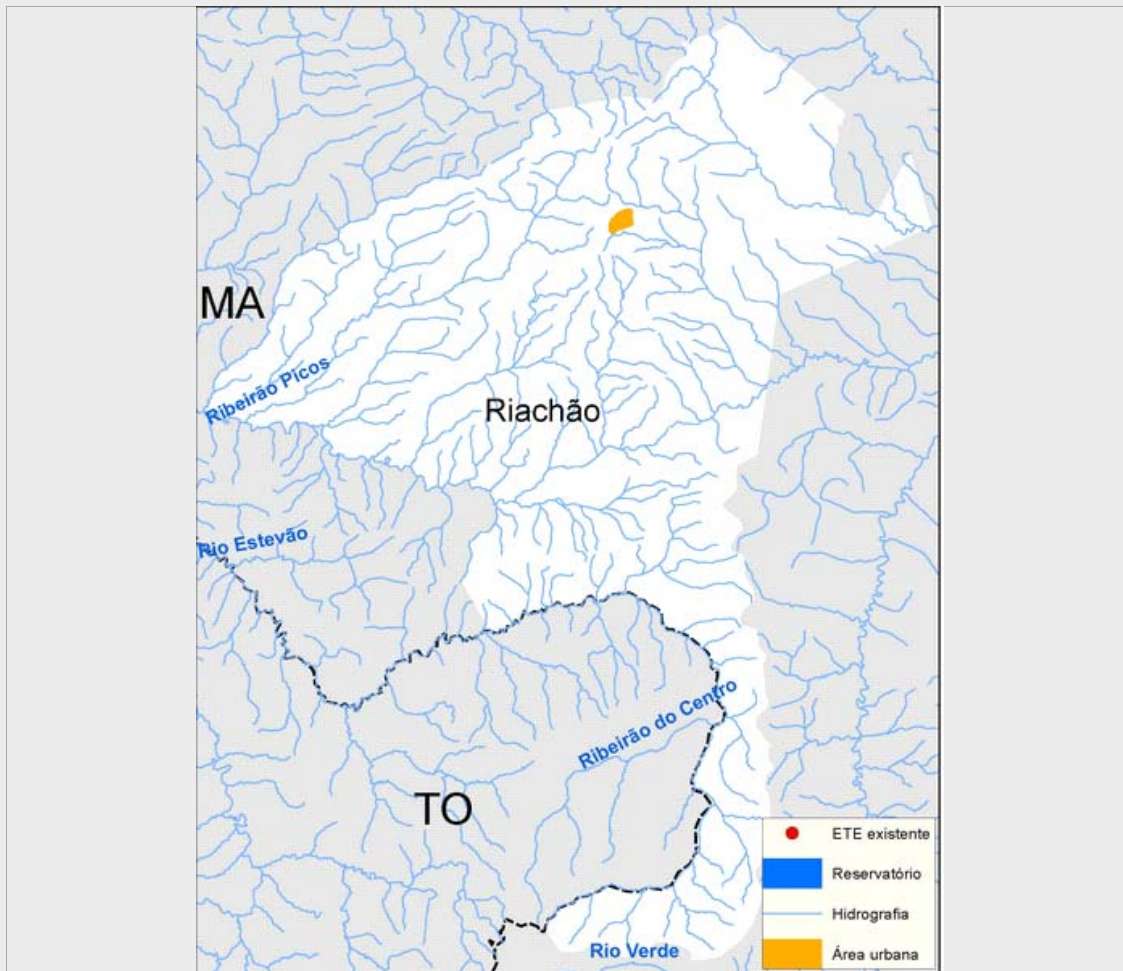 MA
Ribeirão Picos
Riachão
Rio Estevão
Ribeirão do Centro
TO
ETE existente
Reservatório
Hidrografia
Área urbana
Rio Verde